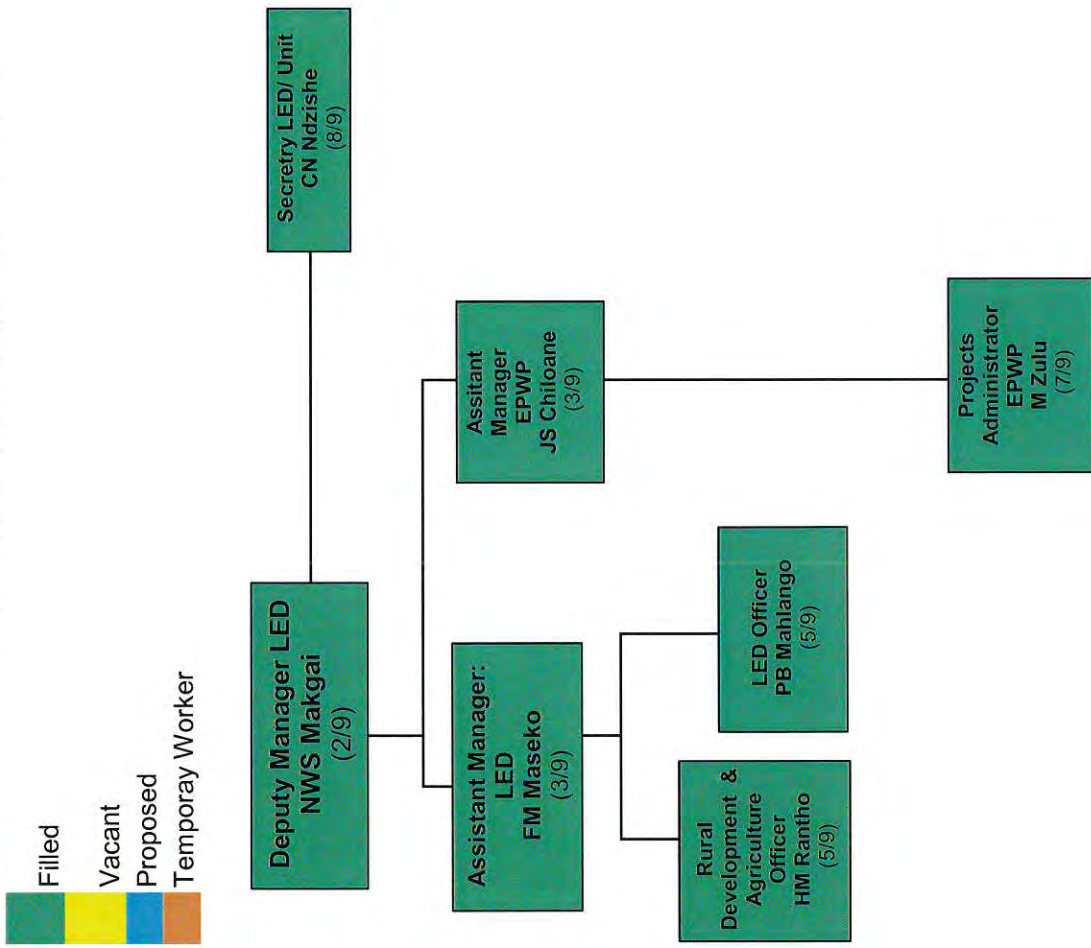 Filled
Vacant
Proposed
Temporay Worker
Deputy Manager LED
NWS Makgai
(2/9)
Secretry LED/ Unit
CN Ndzishe
(8/9)
Assistant Manager:
LED
FM Maseko
(3/9)
Assitant
Manager
EPWP
JS Chiloane
(3/9)
Rural
Development &
Agriculture
Officer
HM Rantho
(5/9)
LED Officer
PB Mahlango
(5/9)
Projects
Administrator
EPWP
M Zulu
(7/9)